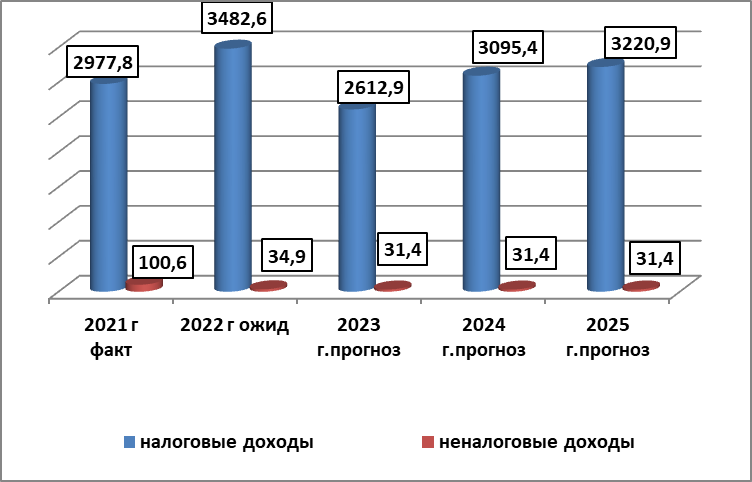 3482,6
2977,8
3095,4
3220,9
2612,9
100,6
34,9
31,4
31,4
31,4
2021 г
факт
2022 г ожид
2023
г.прогноз
2024
г.прогноз
2025
г.прогноз
налоговые доходы
неналоговые доходы